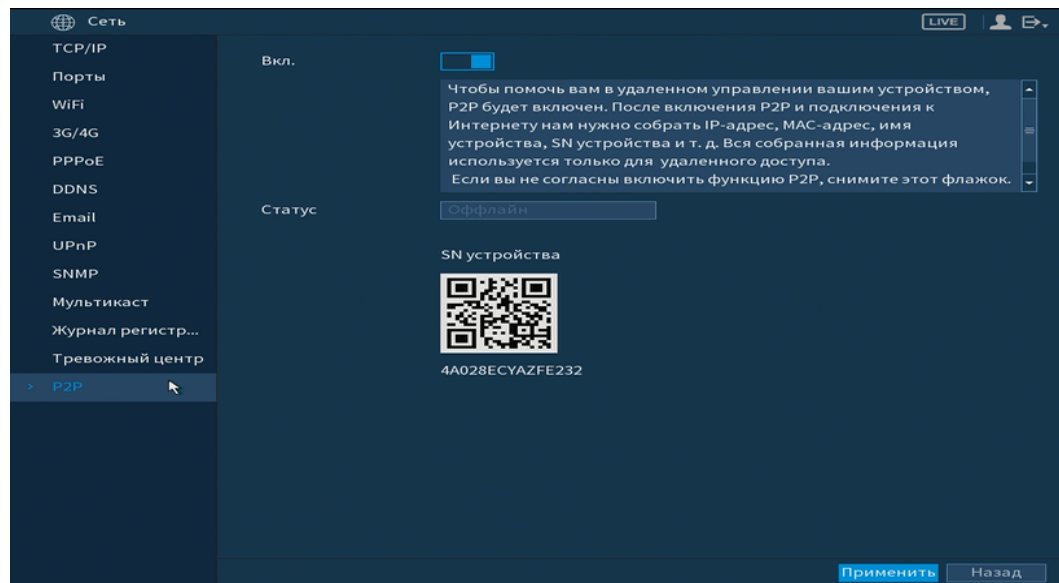 Сеть
LIVE
TCP/IP
Порты
WiFi
3G/4G
PPPoE
DDNS
Email
UPnP
SNMP
Мультикаст
Журнал регистр...
Тревожный центр
> P2P
Вкл.
Чтобы помочь вам в удаленном управлении вашим устройством,
P2P будет включен. После включения P2P и подключения к
Интернету нам нужно собрать IP-адрес, MAC-адрес, имя
устройства, SN устройства и т. д. Вся собранная информация
используется только для удаленного доступа.
Если вы не согласны включить функцию P2P, снимите этот флажок.
Статус
Оффлайн
SN устройства
4A028ECYAZFE232
Применить
Назад